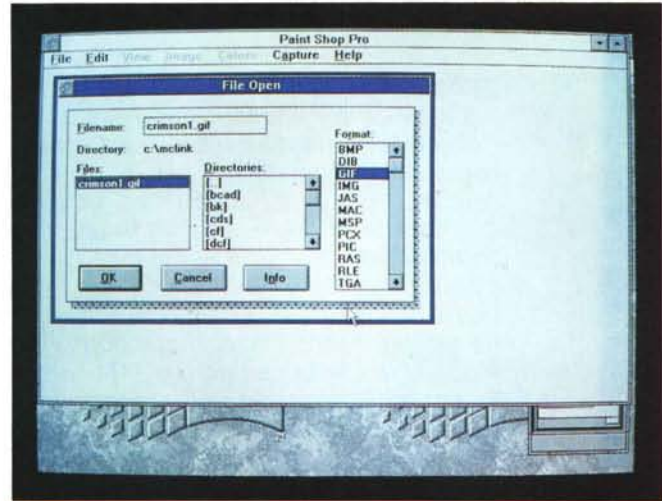 Paint Shop Pro
File Edit View Image Colors Capture Help
File Open
Filename: crimson1.gif
Directory: c:\mclink
Files:
crimson1.gif
Directories:
[..]
[bcad]
[bk]
[cds]
[cf]
[dcf]
Format:
BMP
DIB
GIF
IMG
JAS
MAC
MSP
PCX
PIC
RAS
RLE
TGA
OK Cancel Info